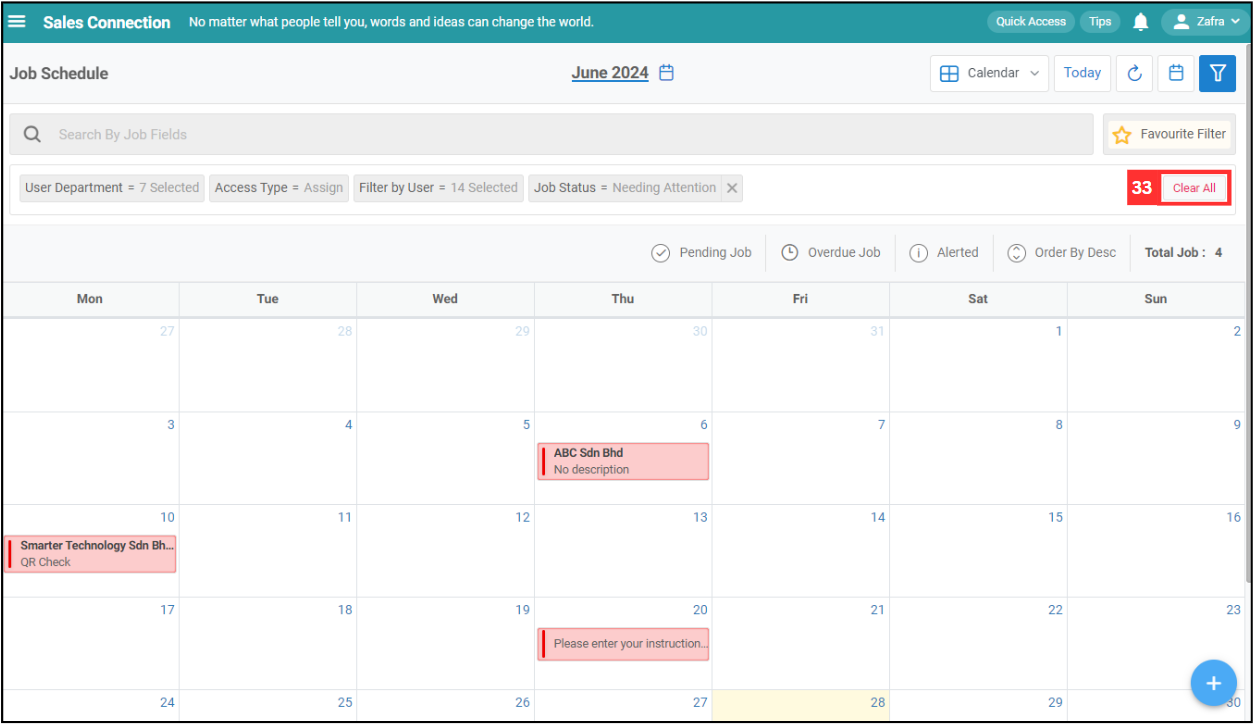 Sales Connection No matter what people tell you, words and ideas can change the world. Quick Access Tips Zafra
Job Schedule June 2024 Calendar Today
Search By Job Fields Favourite Filter
User Department = 7 Selected Access Type = Assign Filter by User = 14 Selected Job Status = Needing Attention 33 Clear All
Pending Job Overdue Job Alerted Order By Desc Total Job : 4
Mon Tue Wed Thu Fri Sat Sun
27 28 29 30 31 1 2
3 4 5 6 7 8 9
ABC Sdn Bhd
No description
10 11 12 13 14 15 16
Smarter Technology Sdn Bh...
QR Check
17 18 19 20 21 22 23
Please enter your instruction...
24 25 26 27 28 29 30